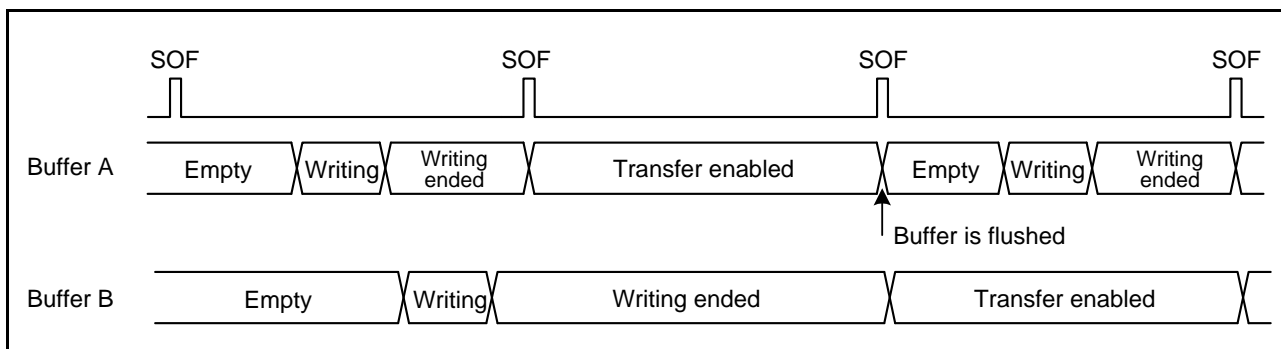 SOF SOF SOF SOF
Buffer A Empty Writing Writing ended Transfer enabled Empty Writing Writing ended
Buffer is flushed
Buffer B Empty Writing Writing ended Transfer enabled